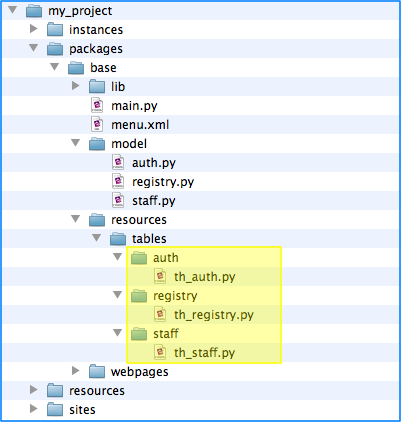 my_project
instances
packages
base
lib
main.py
menu.xml
model
auth.py
registry.py
staff.py
resources
tables
auth
th_auth.py
registry
th_registry.py
staff
th_staff.py
webpages
resources
sites